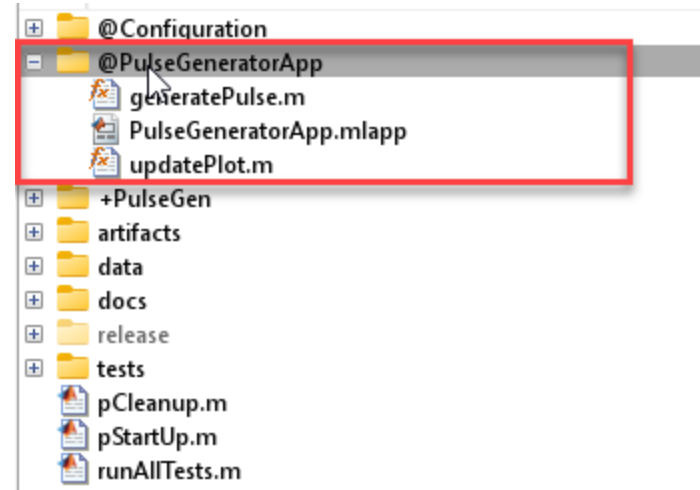 @Configuration
@PulseGeneratorApp
generatePulse.m
PulseGeneratorApp.mlapp
updatePlot.m
+PulseGen
artifacts
data
docs
release
tests
pCleanup.m
pStartUp.m
runAllTests.m